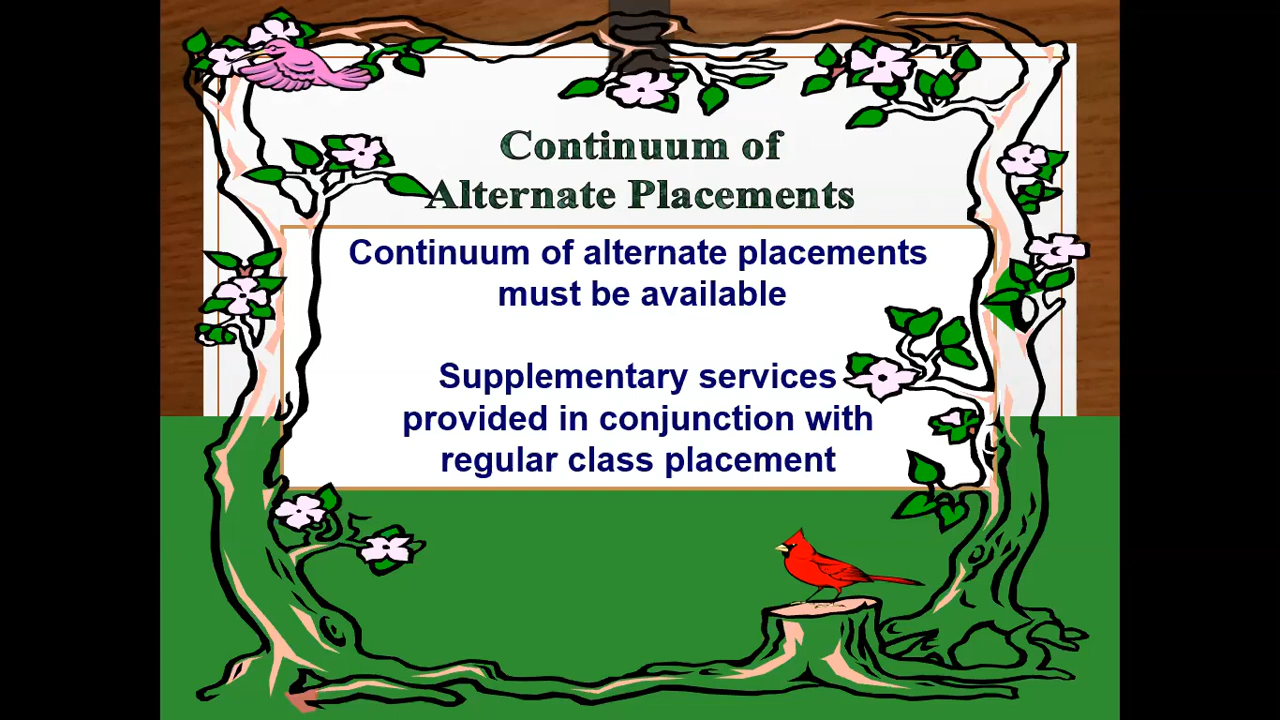 Continuum of
Alternate Placements
Continuum of alternate placements
must be available
Supplementary services
provided in conjunction with
regular class placement